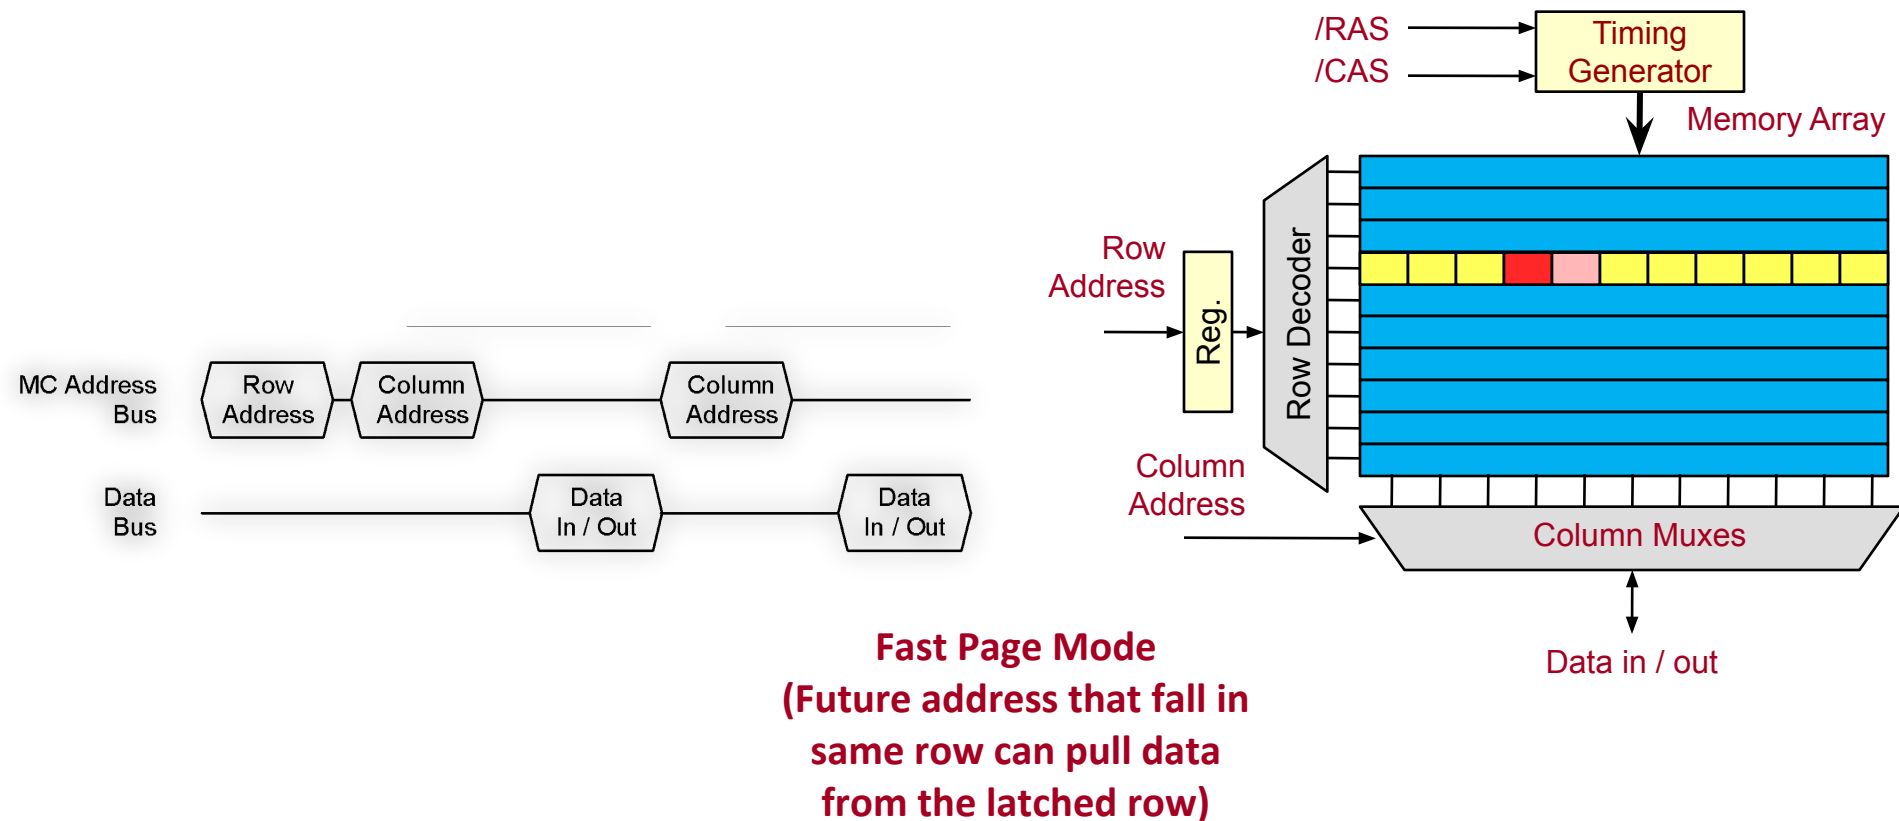 /RAS
/CAS
Timing
Generator
Memory Array
Row
Address
Reg.
Row Decoder
MC Address
Bus
Row
Address
Column
Address
Column
Address
Data
Bus
Data
In / Out
Data
In / Out
Column
Address
Column Muxes
Data in / out
Fast Page Mode
(Future address that fall in
same row can pull data
from the latched row)